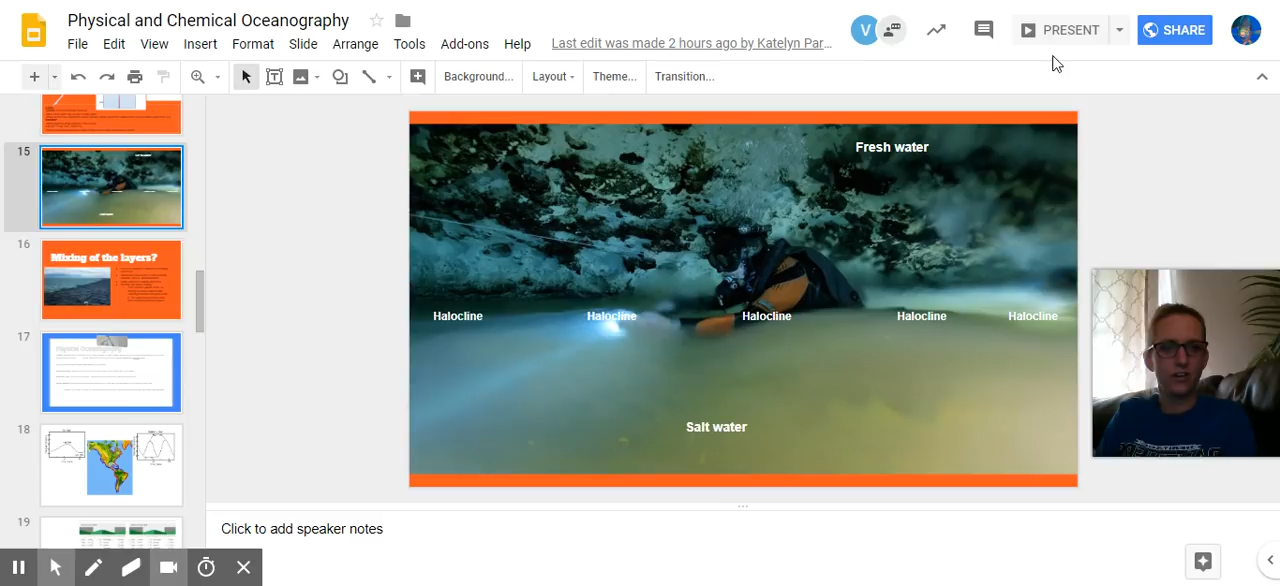 Physical and Chemical Oceanography
V
PRESENT
SHARE
File Edit View Insert Format Slide Arrange Tools Add-ons Help Last edit was made 2 hours ago by Katelyn Par...
Background... Layout Theme... Transition...
15
Fresh water
Halocline Halocline Halocline Halocline Halocline
Salt water
16
Mixing of the layers?
17
Physical Oceanography
18
19
Click to add speaker notes